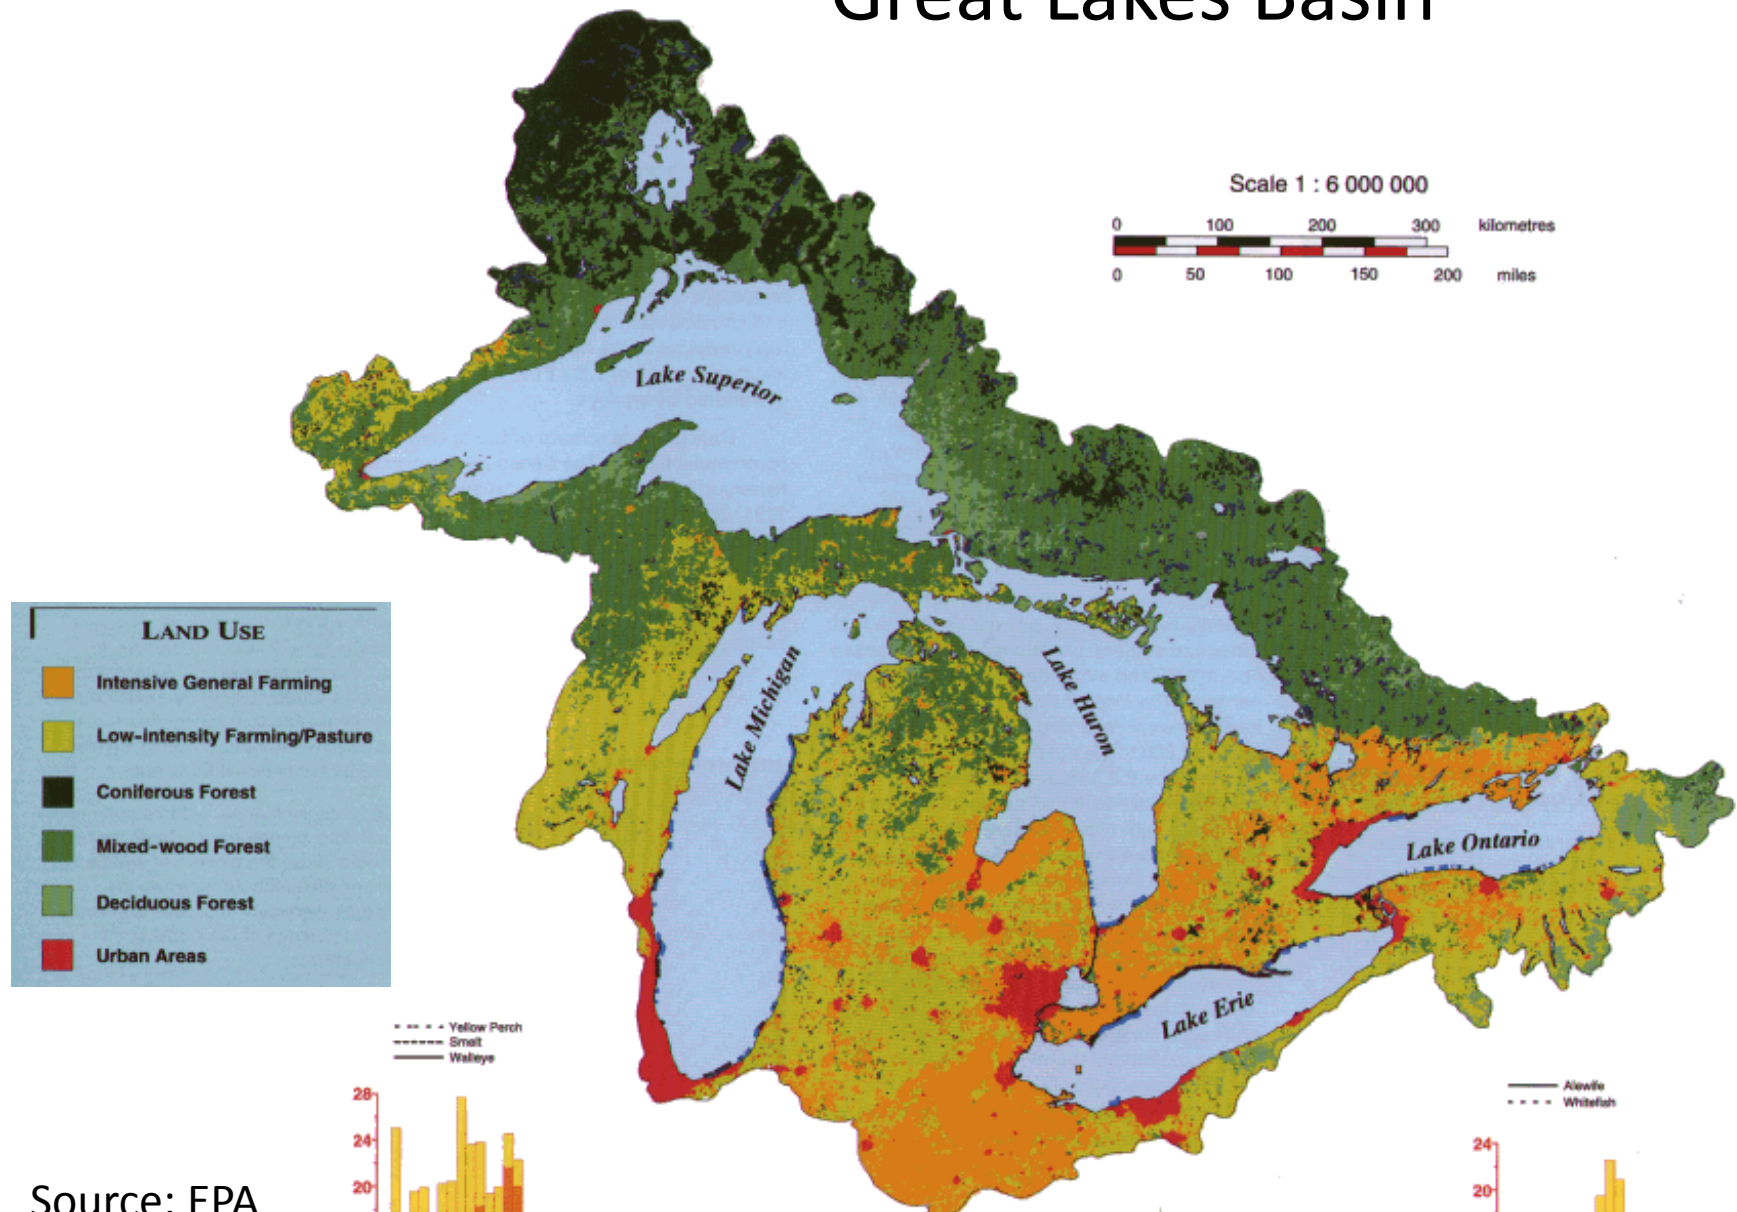 Great Lakes Basin
Scale 1 : 6 000 000
0 100 200 300 kilometres
0 50 100 150 200 miles
Lake Superior
Lake Michigan
Lake Huron
Lake Ontario
Lake Erie
LAND USE
Intensive General Farming
Low-intensity Farming/Pasture
Coniferous Forest
Mixed-wood Forest
Deciduous Forest
Urban Areas
Yellow Perch
Smelt
Walleye
28
24
20
Alewife
Whitefish
24
20
Source: EPA